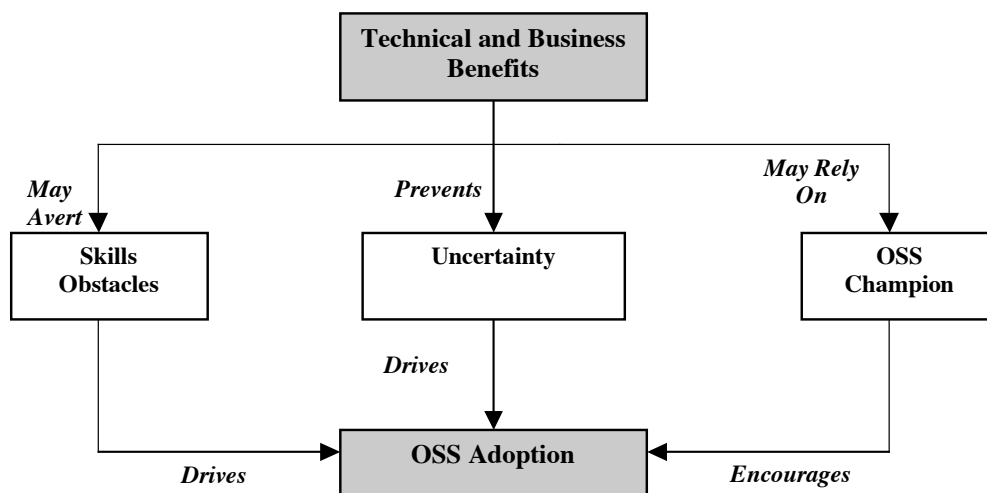 Technical and Business
Benefits
May
Avert
Prevents
May Rely
On
Skills
Obstacles
Uncertainty
OSS
Champion
Drives
OSS Adoption
Drives
Encourages